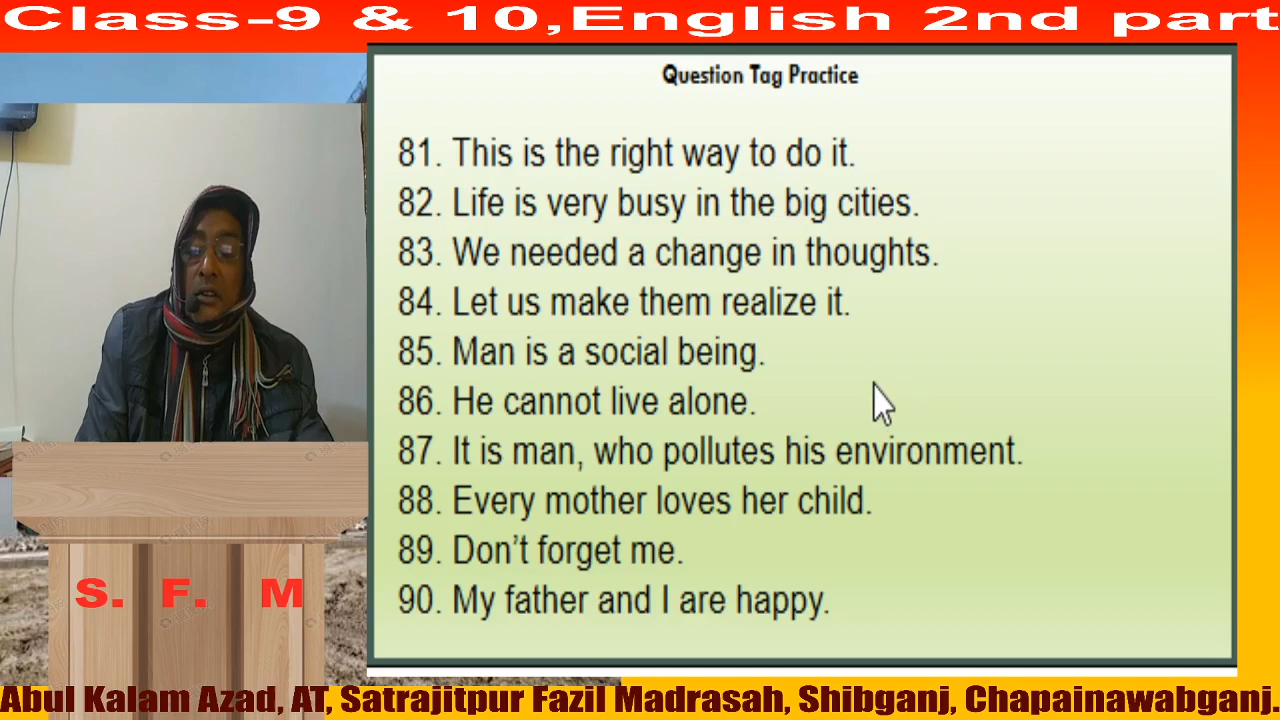 Class-9 & 10,English 2nd part
Question Tag Practice
81. This is the right way to do it.
82. Life is very busy in the big cities.
83. We needed a change in thoughts.
84. Let us make them realize it.
85. Man is a social being.
86. He cannot live alone.
87. It is man, who pollutes his environment.
88. Every mother loves her child.
89. Don't forget me.
90. My father and I are happy.
S. F. M
Abul Kalam Azad, AT, Satrajitpur Fazil Madrasah, Shibganj, Chapainawabganj.